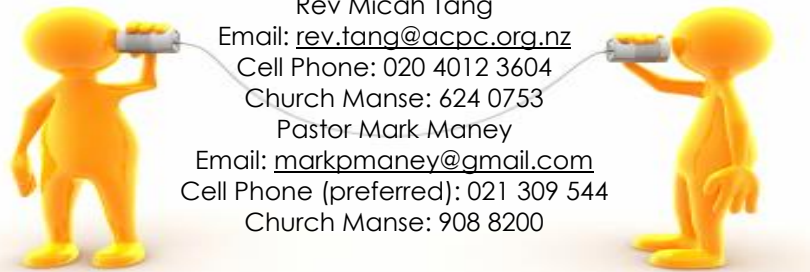 Rev Micah Tang
Email: rev.tang@acpc.org.nz
Cell Phone: 020 4012 3604
Church Manse: 624 0753
Pastor Mark Maney
Email: markpmaney@gmail.com
Cell Phone (preferred): 021 309 544
Church Manse: 908 8200